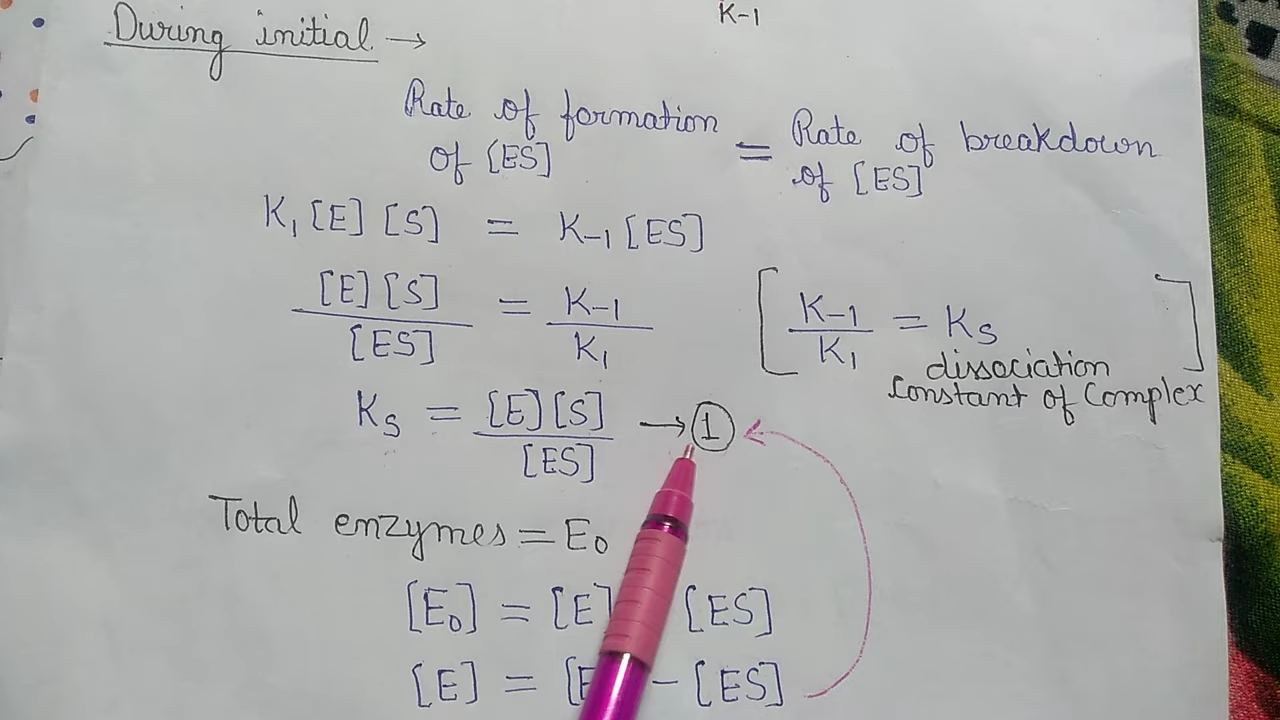 K-1
During initial →
Rate of formation of [ES] = Rate of breakdown of [ES]
K1 [E] [S] = K-1 [ES]
[E] [S] / [ES] = K-1 / K1
[ K-1 / K1 = KS ]
dissociation
Constant of Complex
KS = [E] [S] / [ES] → 1
Total enzymes = E0
[E0] = [E] [ES]
[E] = - [ES]